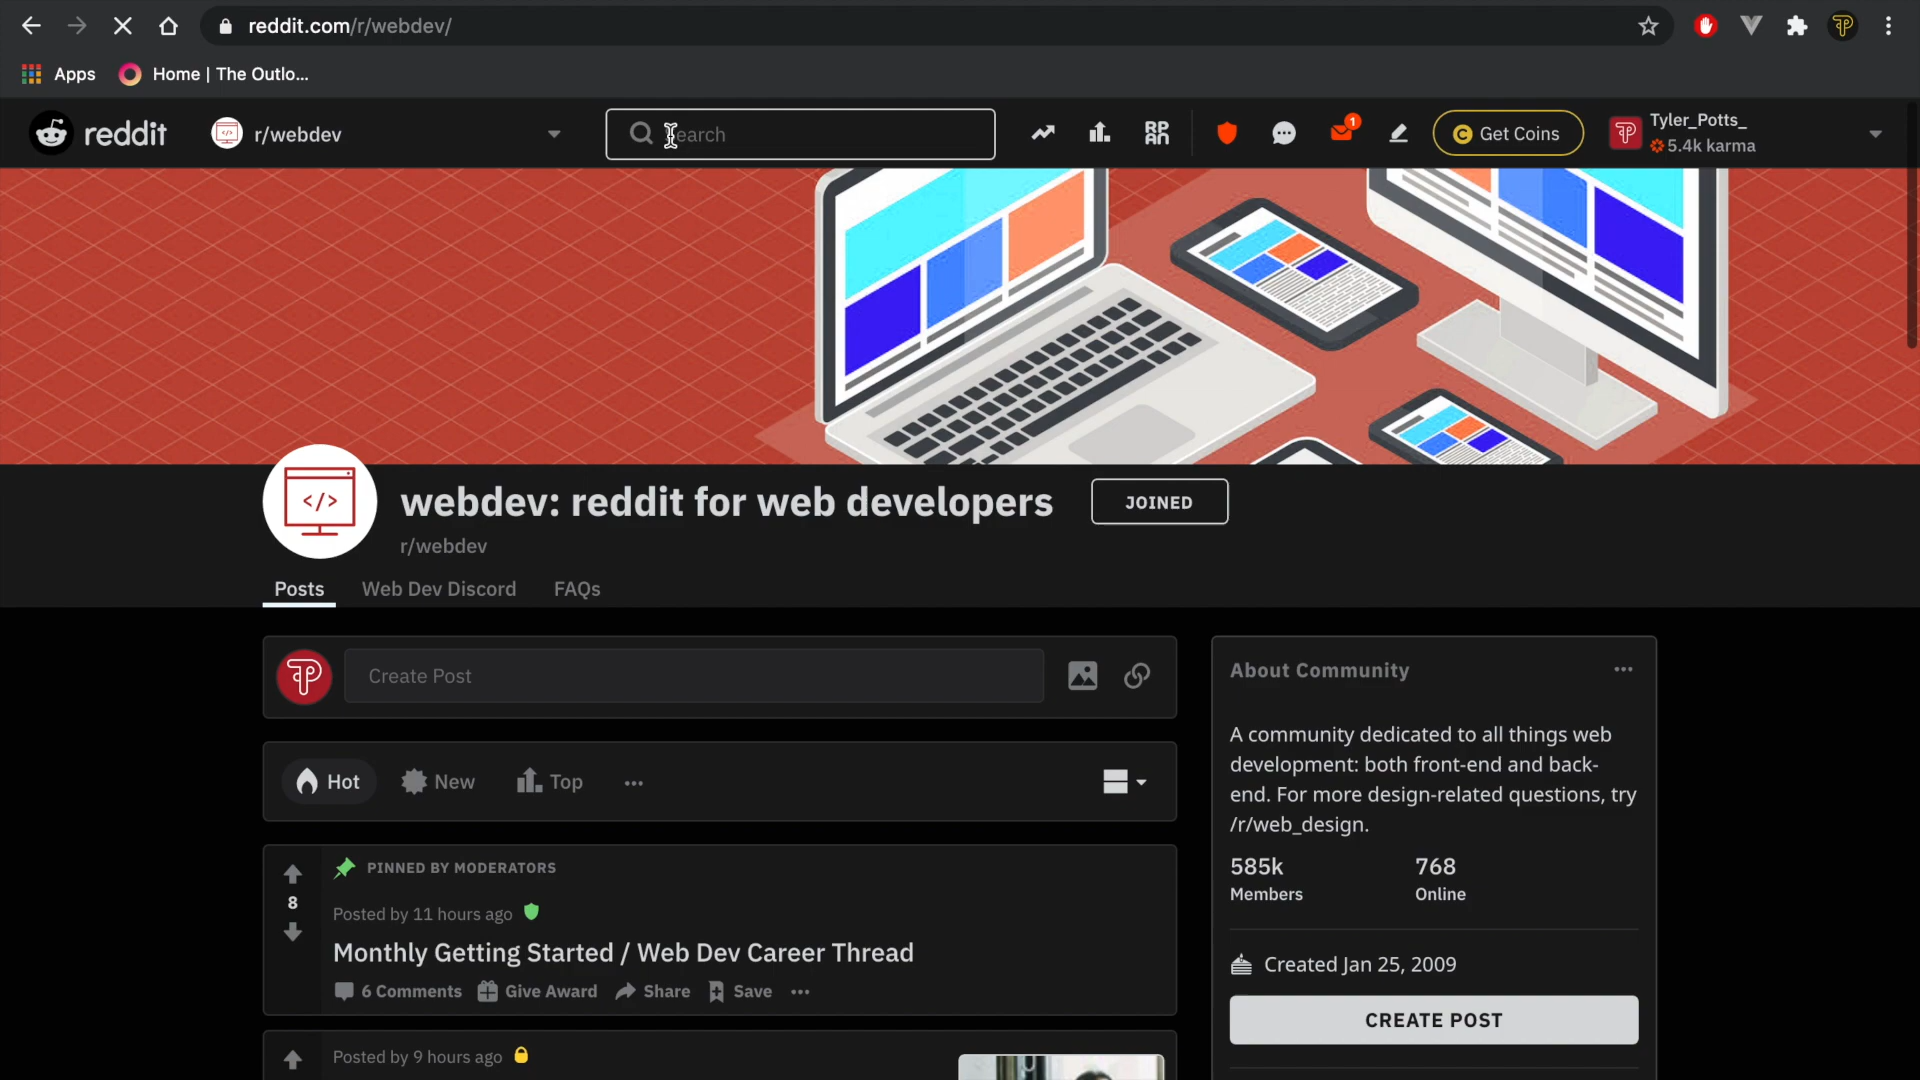 reddit.com/r/webdev/
Apps
Home | The Outlo...
reddit
r/webdev
Search
RPAN
1
Get Coins
Tyler_Potts_
5.4k karma
webdev: reddit for web developers
JOINED
r/webdev
Posts
Web Dev Discord
FAQs
Create Post
Hot
New
Top
PINNED BY MODERATORS
8
Posted by 11 hours ago
Monthly Getting Started / Web Dev Career Thread
6 Comments
Give Award
Share
Save
Posted by 9 hours ago
About Community
A community dedicated to all things web
development: both front-end and back-
end. For more design-related questions, try
/r/web_design.
585k
Members
768
Online
Created Jan 25, 2009
CREATE POST